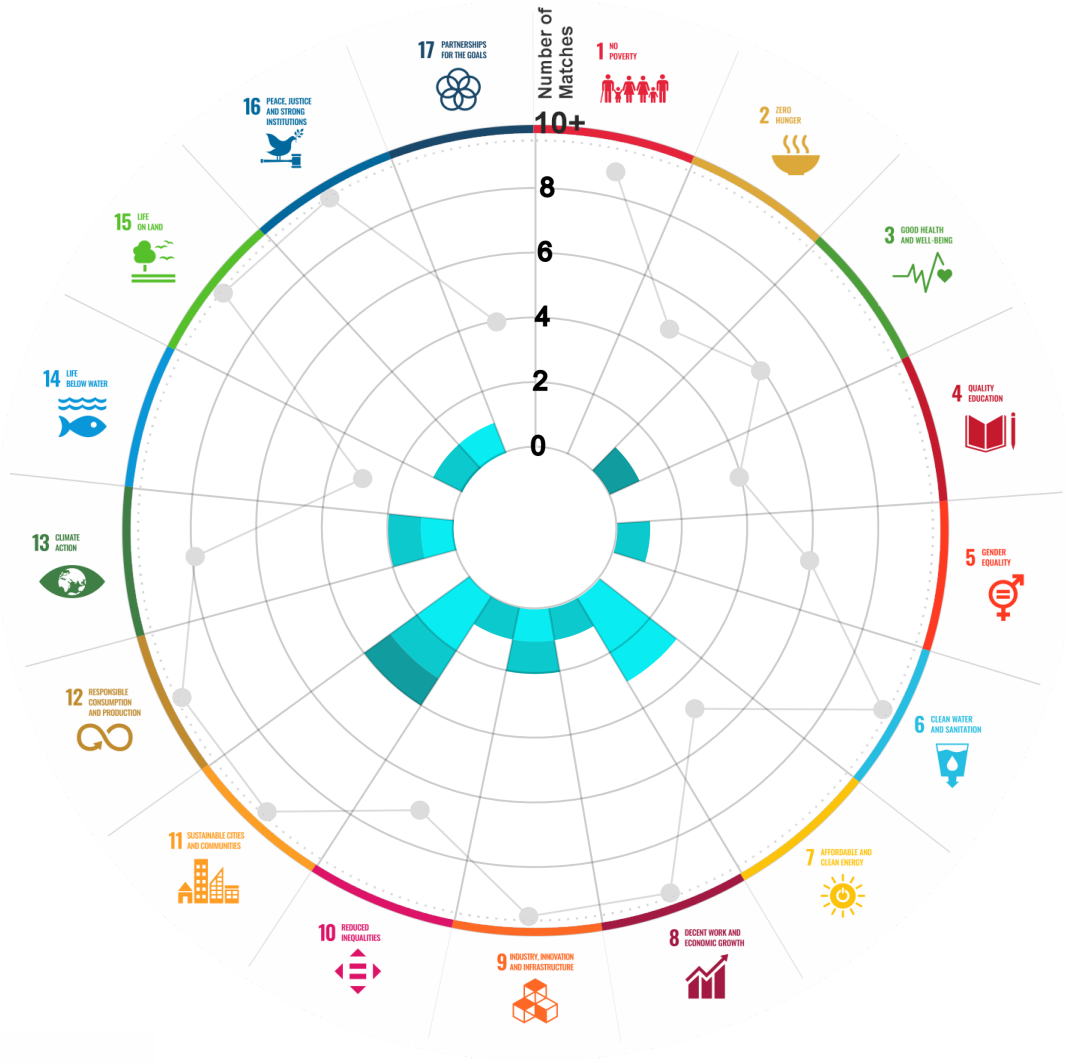 Number of
Matches
10+
8
6
4
2
0
1 NO
POVERTY
2 ZERO
HUNGER
3 GOOD HEALTH
AND WELL-BEING
4 QUALITY
EDUCATION
5 GENDER
EQUALITY
6 CLEAN WATER
AND SANITATION
7 AFFORDABLE AND
CLEAN ENERGY
8 DECENT WORK AND
ECONOMIC GROWTH
9 INDUSTRY, INNOVATION
AND INFRASTRUCTURE
10 REDUCED
INEQUALITIES
11 SUSTAINABLE CITIES
AND COMMUNITIES
12 RESPONSIBLE
CONSUMPTION
AND PRODUCTION
13 CLIMATE
ACTION
14 LIFE
BELOW WATER
15 LIFE
ON LAND
16 PEACE, JUSTICE
AND STRONG
INSTITUTIONS
17 PARTNERSHIPS
FOR THE GOALS